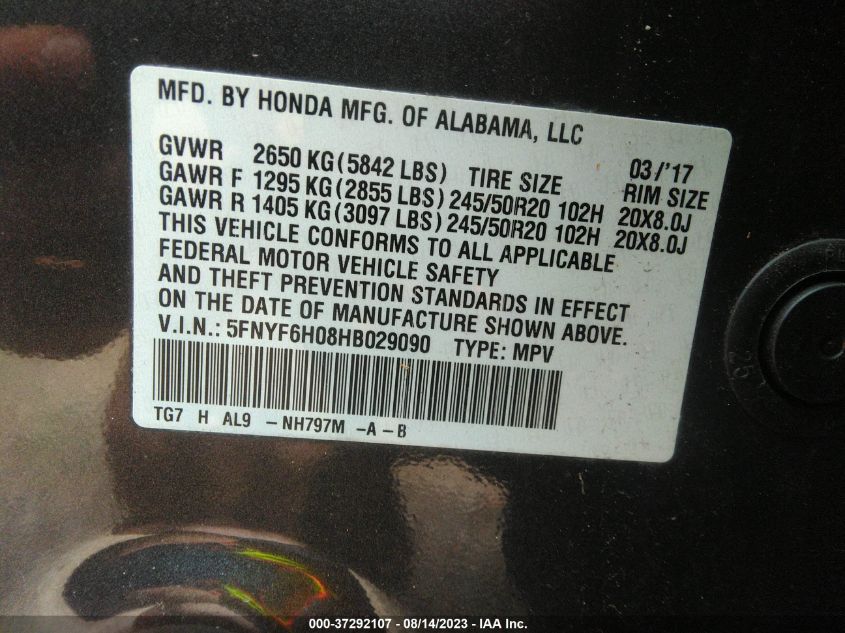 MFD. BY HONDA MFG. OF ALABAMA, LLC
GVWR 2650 KG(5842 LBS) TIRE SIZE 03/'17 RIM SIZE
GAWR F 1295 KG(2855 LBS) 245/50R20 102H 20X8.0J
GAWR R 1405 KG(3097 LBS) 245/50R20 102H 20X8.0J
THIS VEHICLE CONFORMS TO ALL APPLICABLE
FEDERAL MOTOR VEHICLE SAFETY
AND THEFT PREVENTION STANDARDS IN EFFECT
ON THE DATE OF MANUFACTURE SHOWN ABOVE.
V.I.N.: 5FNYF6H08HB029090 TYPE: MPV
TG7 H AL9 -NH797M -A-B
000-37292107 - 08/14/2023 - IAA Inc.